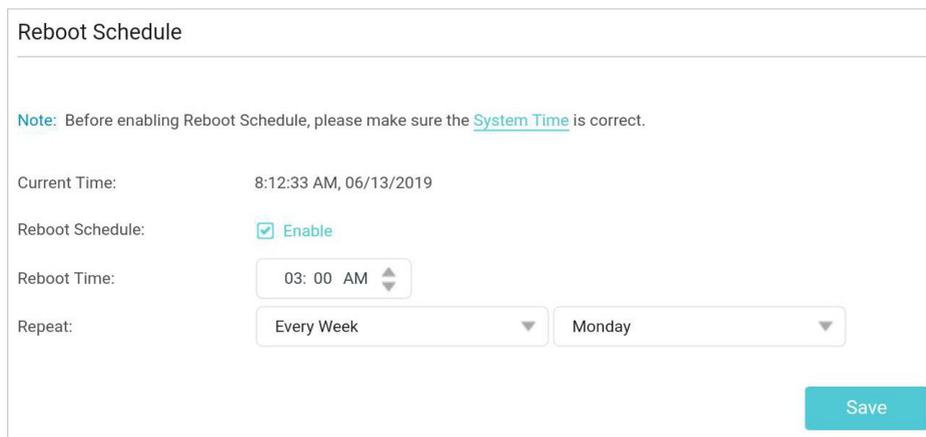 Reboot Schedule
Note: Before enabling Reboot Schedule, please make sure the System Time is correct.
Current Time: 8:12:33 AM, 06/13/2019
Reboot Schedule: Enable
Reboot Time: 03: 00 AM
Repeat: Every Week Monday
Save